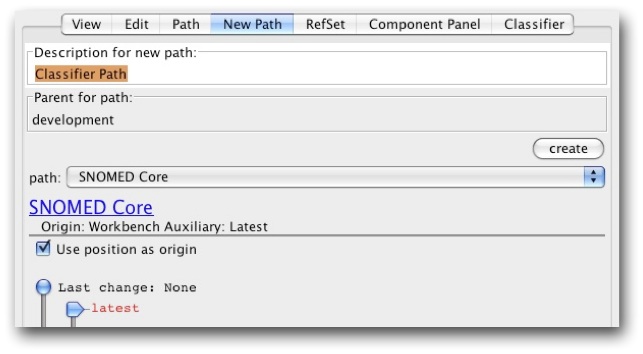 View Edit Path New Path RefSet Component Panel Classifier
Description for new path:
Classifier Path
Parent for path:
development
create
path: SNOMED Core
SNOMED Core
Origin: Workbench Auxiliary: Latest
Use position as origin
Last change: None
latest